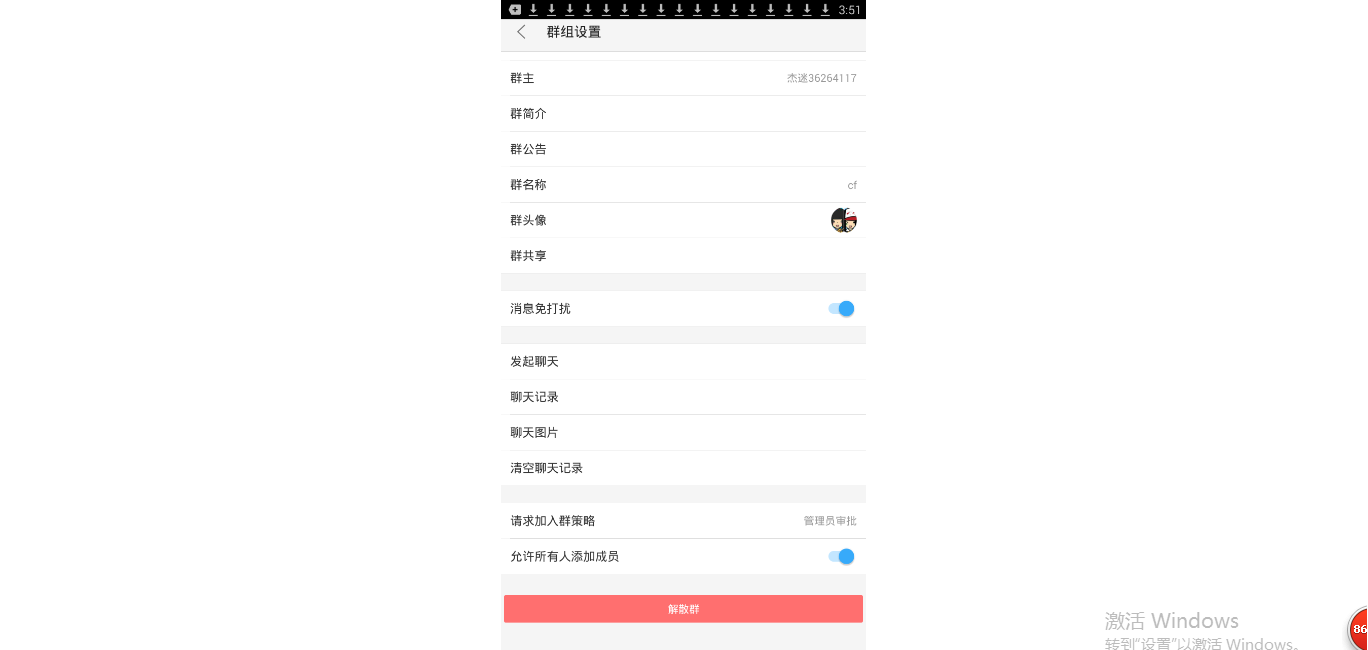 3:51
群组设置
群主 杰迷36264117
群简介
群公告
群名称 cf
群头像
群共享
消息免打扰
发起聊天
聊天记录
聊天图片
清空聊天记录
请求加入群策略 管理员审批
允许所有人添加成员
解散群
激活 Windows
转到"设置"以激活 Windows。
86